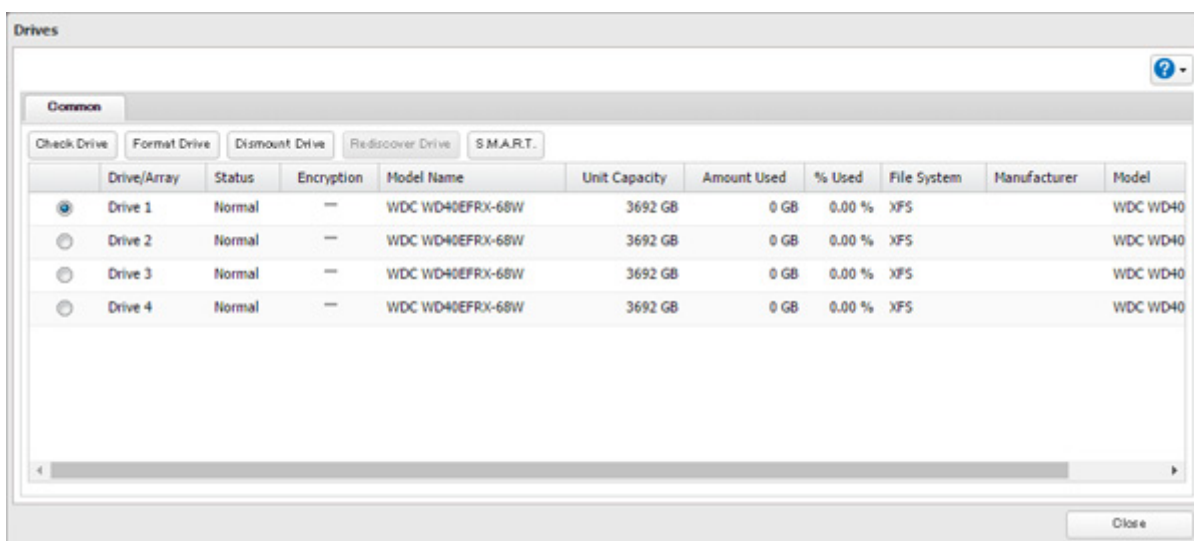 Drives
Common
Check Drive Format Drive Dismount Drive Rediscover Drive S.M.A.R.T.
Drive/Array Status Encryption Model Name Unit Capacity Amount Used % Used File System Manufacturer Model
Drive 1 Normal — WDC WD40EFRX-68W 3692 GB 0 GB 0.00 % XFS WDC WD40
Drive 2 Normal — WDC WD40EFRX-68W 3692 GB 0 GB 0.00 % XFS WDC WD40
Drive 3 Normal — WDC WD40EFRX-68W 3692 GB 0 GB 0.00 % XFS WDC WD40
Drive 4 Normal — WDC WD40EFRX-68W 3692 GB 0 GB 0.00 % XFS WDC WD40
Close